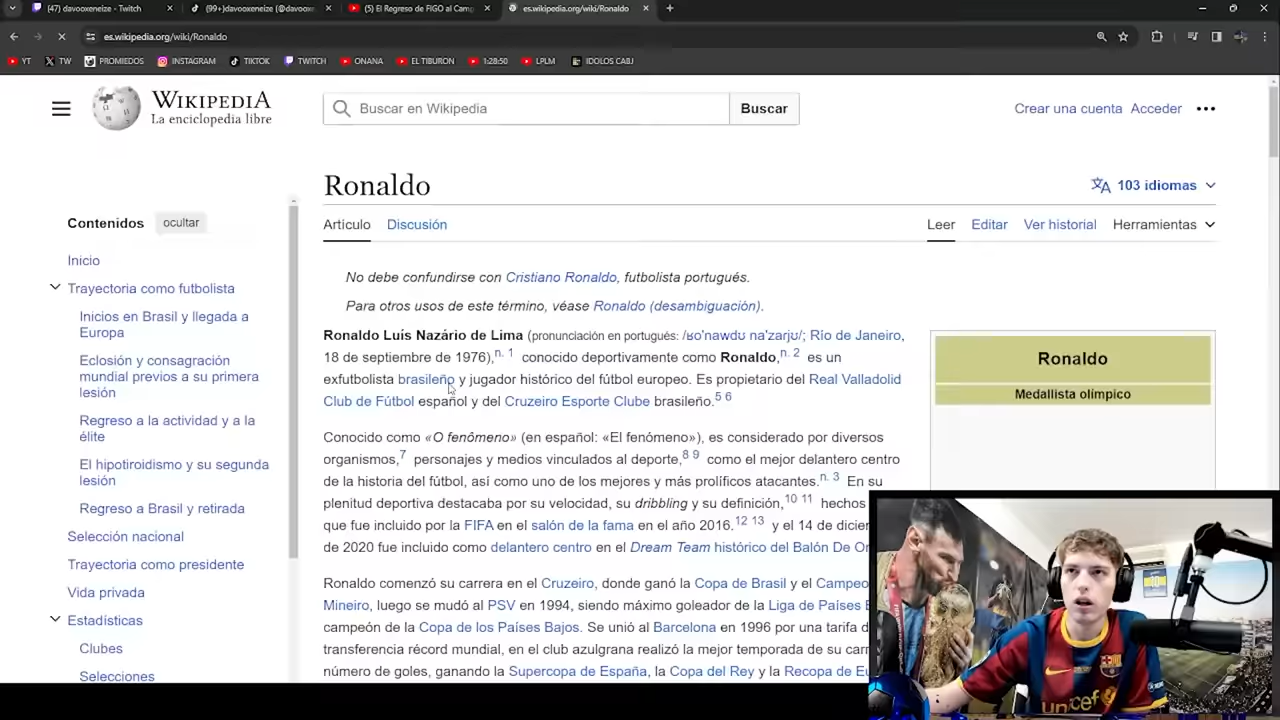 (47) davooxeneize - Twitch
(99+)davooxeneize (@davoox
(5) El Regreso de FIGO al Camp
es.wikipedia.org/wiki/Ronaldo
es.wikipedia.org/wiki/Ronaldo
YT TW PROMIEDOS INSTAGRAM TIKTOK TWITCH ONANA EL TIBURON 1:28:50 LPLM IDOLOS CABJ
WIKIPEDIA
La enciclopedia libre
Buscar en Wikipedia
Buscar
Crear una cuenta Acceder
Ronaldo
103 idiomas
Artículo Discusión
Leer Editar Ver historial Herramientas
Contenidos ocultar
Inicio
Trayectoria como futbolista
Inicios en Brasil y llegada a
Europa
Eclosión y consagración
mundial previos a su primera
lesión
Regreso a la actividad y a la
élite
El hipotiroidismo y su segunda
lesión
Regreso a Brasil y retirada
Selección nacional
Trayectoria como presidente
Vida privada
Estadísticas
Clubes
Selecciones
No debe confundirse con Cristiano Ronaldo, futbolista portugués.
Para otros usos de este término, véase Ronaldo (desambiguación).
Ronaldo Luís Nazário de Lima (pronunciación en portugués: /ʁoˈnawdu naˈzarju/; Río de Janeiro,
18 de septiembre de 1976),n. 1 conocido deportivamente como Ronaldo,n. 2 es un
exfutbolista brasileño y jugador histórico del fútbol europeo. Es propietario del Real Valladolid
Club de Fútbol español y del Cruzeiro Esporte Clube brasileño.5 6
Conocido como «O fenômeno» (en español: «El fenómeno»), es considerado por diversos
organismos,7 personajes y medios vinculados al deporte,8 9 como el mejor delantero centro
de la historia del fútbol, así como uno de los mejores y más prolíficos atacantes.n. 3 En su
plenitud deportiva destacaba por su velocidad, su dribling y su definición,10 11 hechos
que fue incluido por la FIFA en el salón de la fama en el año 2016.12 13 y el 14 de dicien
de 2020 fue incluido como delantero centro en el Dream Team histórico del Balón De Or
Ronaldo comenzó su carrera en el Cruzeiro, donde ganó la Copa de Brasil y el Campeo
Mineiro, luego se mudó al PSV en 1994, siendo máximo goleador de la Liga de Países B
campeón de la Copa de los Países Bajos. Se unió al Barcelona en 1996 por una tarifa d
transferencia récord mundial, en el club azulgrana realizó la mejor temporada de su carr
número de goles, ganando la Supercopa de España, la Copa del Rey y la Recopa de Eu
Ronaldo
Medallista olímpico
unicef